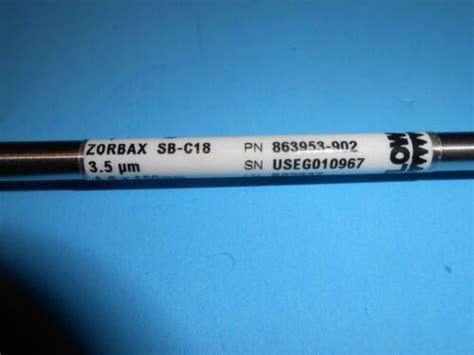 ZORBAX SB-C18 PN 863953-902
3.5 µm SN USEG010967